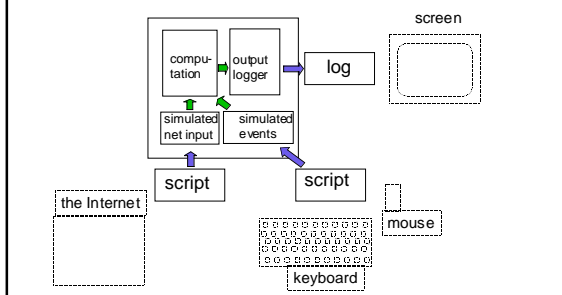 screen
compu-
tation
output
logger
log
simulated
net input
simulated
events
script
script
the Internet
mouse
keyboard